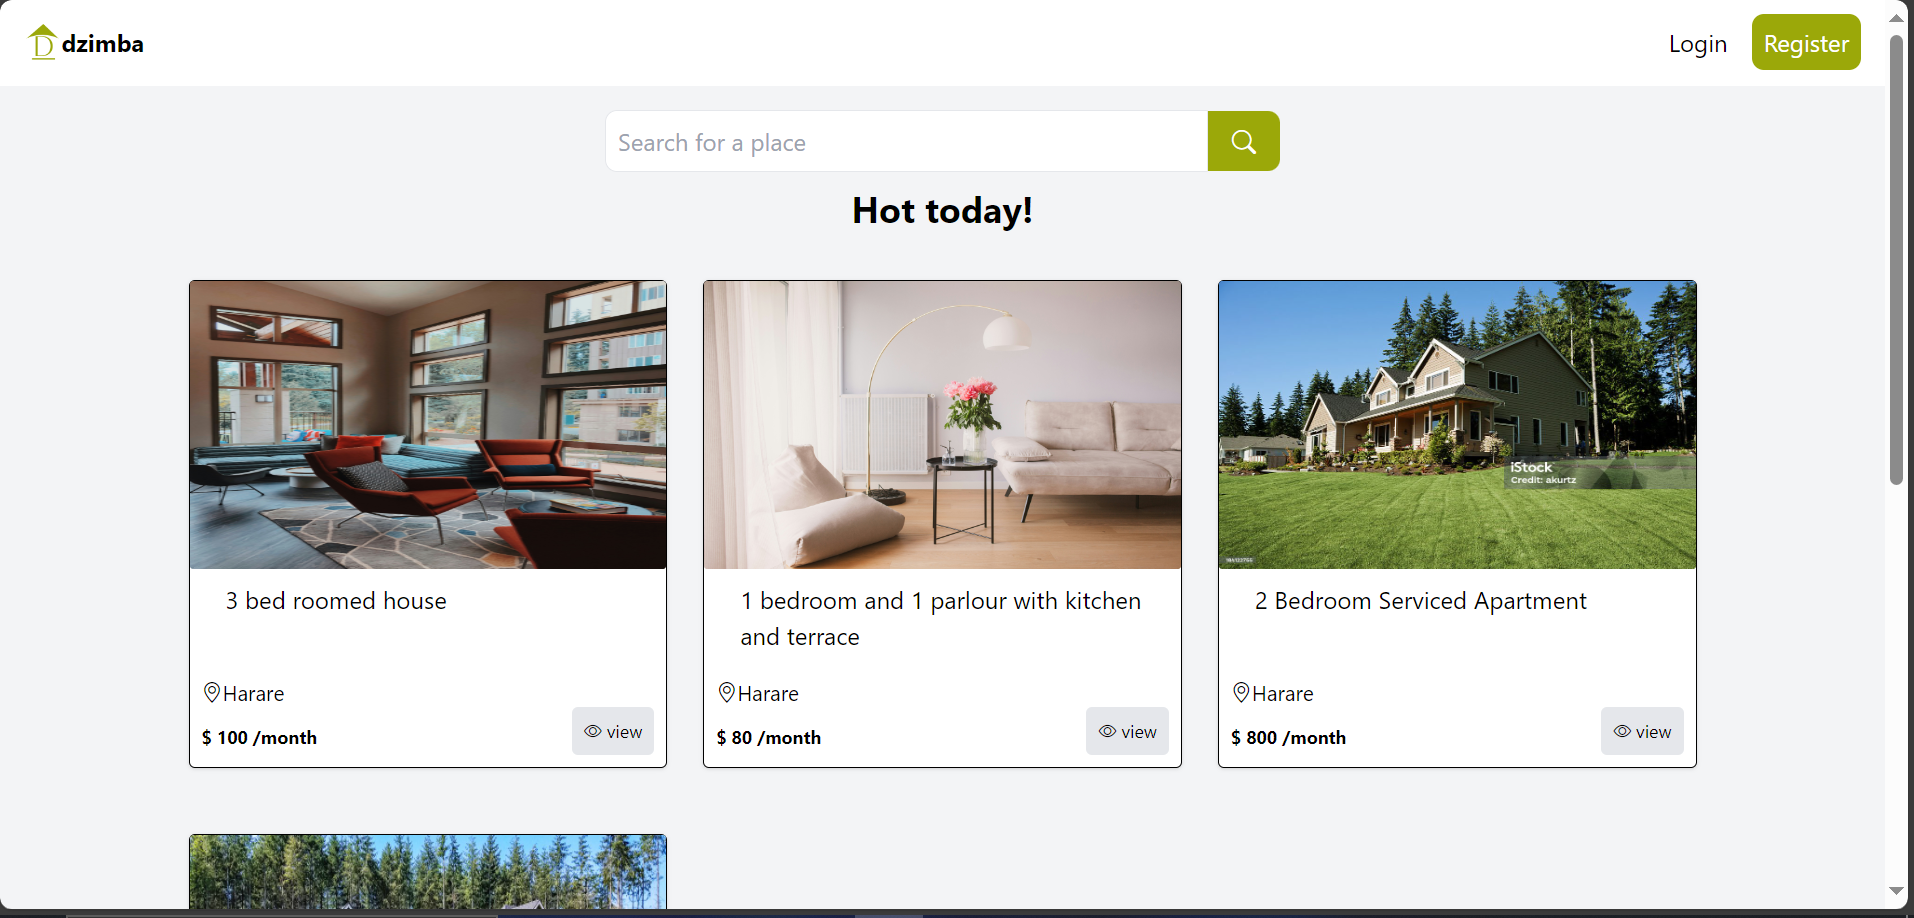 D dzimba
Login
Register
Search for a place
Hot today!
3 bed roomed house
Harare
$ 100 /month
view
1 bedroom and 1 parlour with kitchen
and terrace
Harare
$ 80 /month
view
iStock
Credit: akurtz
2 Bedroom Serviced Apartment
Harare
$ 800 /month
view